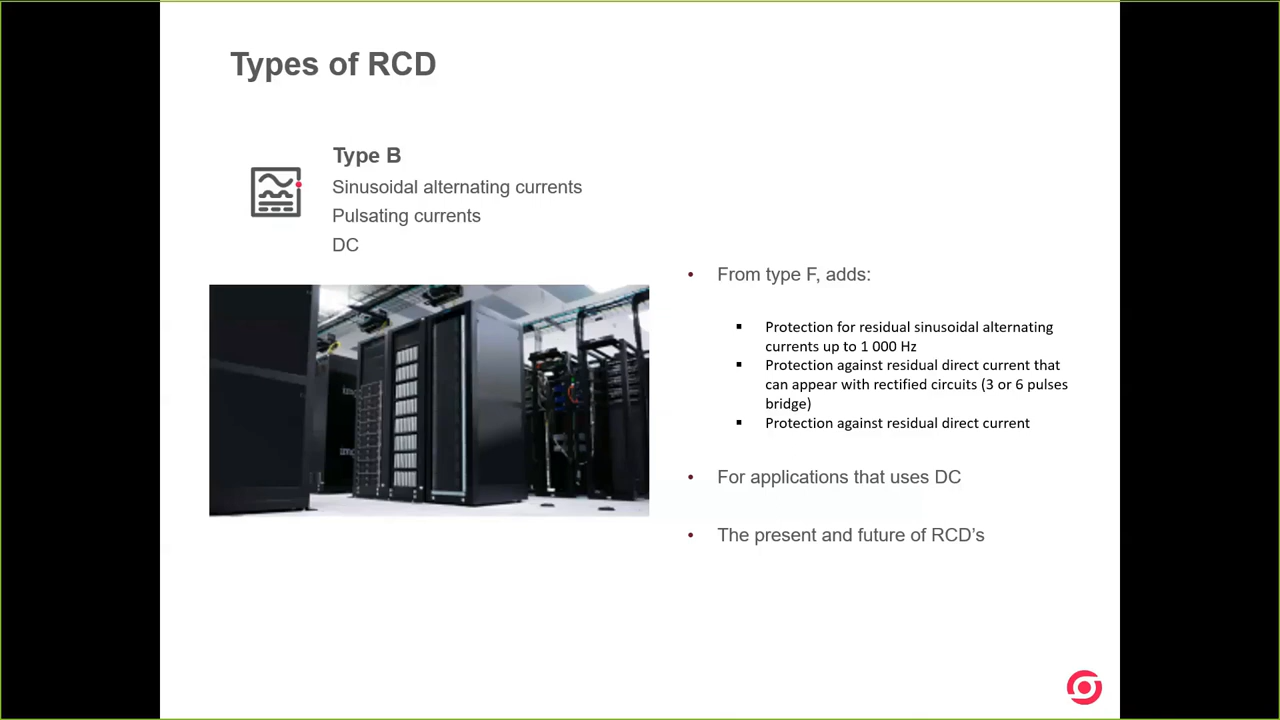 Types of RCD
Type B
Sinusoidal alternating currents
Pulsating currents
DC
• From type F, adds:
▪ Protection for residual sinusoidal alternating
currents up to 1 000 Hz
▪ Protection against residual direct current that
can appear with rectified circuits (3 or 6 pulses
bridge)
▪ Protection against residual direct current
• For applications that uses DC
• The present and future of RCD’s